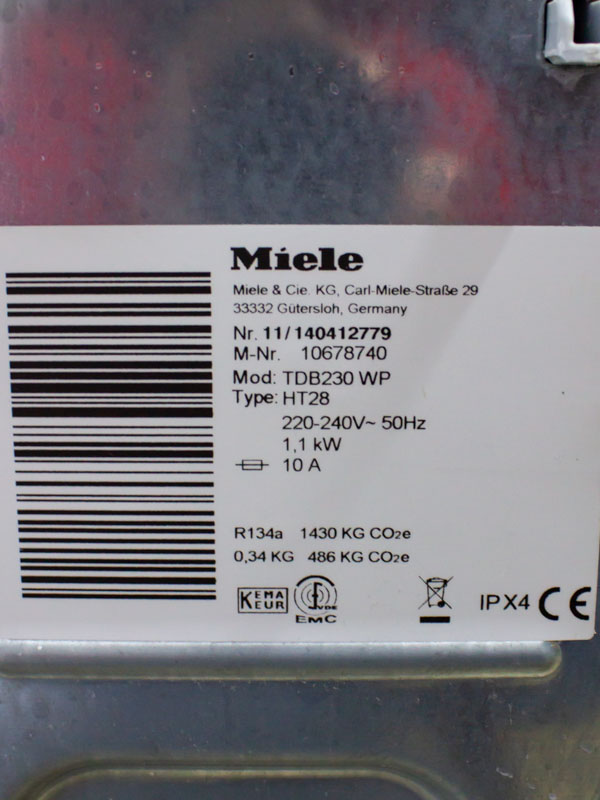 Miele
Miele & Cie. KG, Carl-Miele-Straße 29
33332 Gütersloh, Germany
Nr. 11/140412779
M-Nr. 10678740
Mod: TDB230 WP
Type: HT28
220-240V~ 50Hz
1,1 kW
10 A
R134a 1430 KG CO2e
0,34 KG 486 KG CO2e
KEMA KEUR
VDE
EMC
IPX4 CE